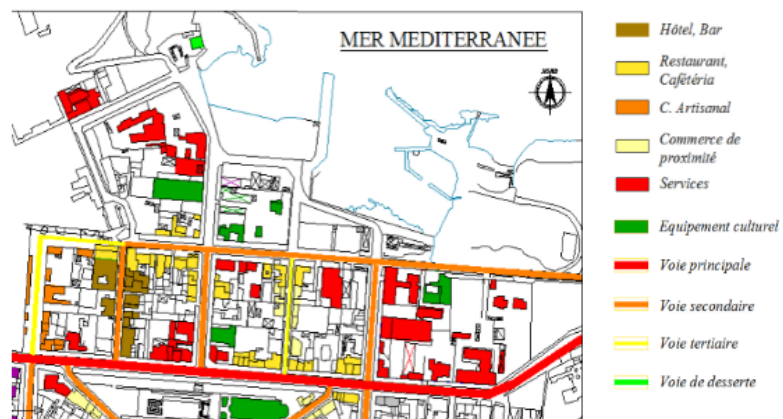 MER MEDITERRANEE
NORD
Hôtel, Bar
Restaurant,
Cafétéria
C. Artisanal
Commerce de
proximité
Services
Equipement culturel
Voie principale
Voie secondaire
Voie tertiaire
Voie de desserte